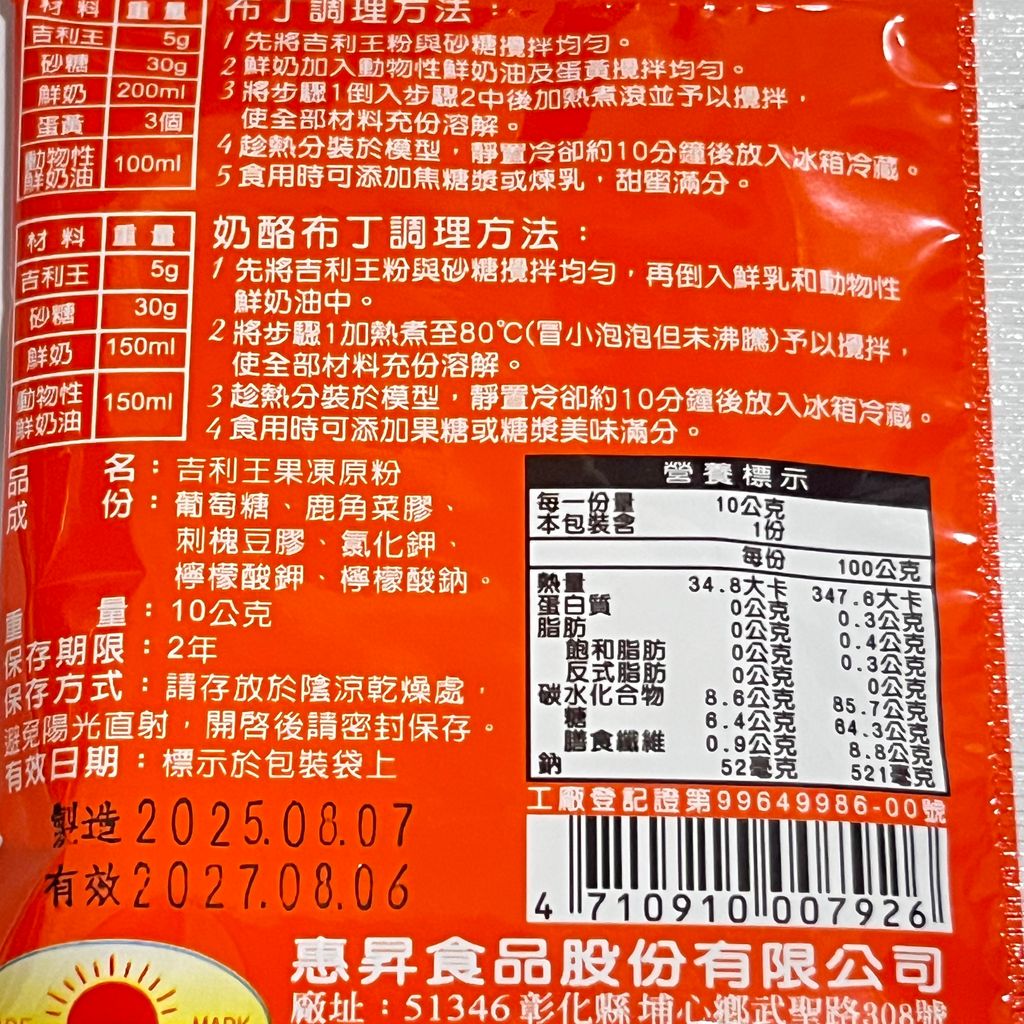 材料 重量
吉利王 5g
砂糖 30g
鮮奶 200ml
蛋黃 3個
動物性鮮奶油 100ml
布丁調理方法：
1 先將吉利王粉與砂糖攪拌均勻。
2 鮮奶加入動物性鮮奶油及蛋黃攪拌均勻。
3 將步驟1倒入步驟2中後加熱煮滾並予以攪拌，
使全部材料充份溶解。
4 趁熱分裝於模型，靜置冷卻約10分鐘後放入冰箱冷藏。
5 食用時可添加焦糖漿或煉乳，甜蜜滿分。
材料 重量
吉利王 5g
砂糖 30g
鮮奶 150ml
動物性鮮奶油 150ml
奶酪布丁調理方法：
1 先將吉利王粉與砂糖攪拌均勻，再倒入鮮乳和動物性
鮮奶油中。
2 將步驟1加熱煮至80℃(冒小泡泡但未沸騰)予以攪拌，
使全部材料充份溶解。
3 趁熱分裝於模型，靜置冷卻約10分鐘後放入冰箱冷藏。
4 食用時可添加果糖或糖漿美味滿分。
品名：吉利王果凍原粉
成份：葡萄糖、鹿角菜膠、
刺槐豆膠、氯化鉀、
檸檬酸鉀、檸檬酸鈉。
重量：10公克
保存期限：2年
保存方式：請存放於陰涼乾燥處，
避免陽光直射，開啓後請密封保存。
有效日期：標示於包裝袋上
製造 2025.08.07
有效 2027.08.06
營養標示
每一份量 10公克
本包裝含 1份
每份 100公克
熱量 34.8大卡 347.6大卡
蛋白質 0公克 0.3公克
脂肪 0公克 0.4公克
飽和脂肪 0公克 0.3公克
反式脂肪 0公克 0公克
碳水化合物 8.6公克 85.7公克
糖 6.4公克 64.3公克
膳食纖維 0.9公克 8.8公克
鈉 52毫克 521毫克
工廠登記證第99649986-00號
4 710910 007926
惠昇食品股份有限公司
廠址：51346彰化縣埔心鄉武聖路308號
MARK